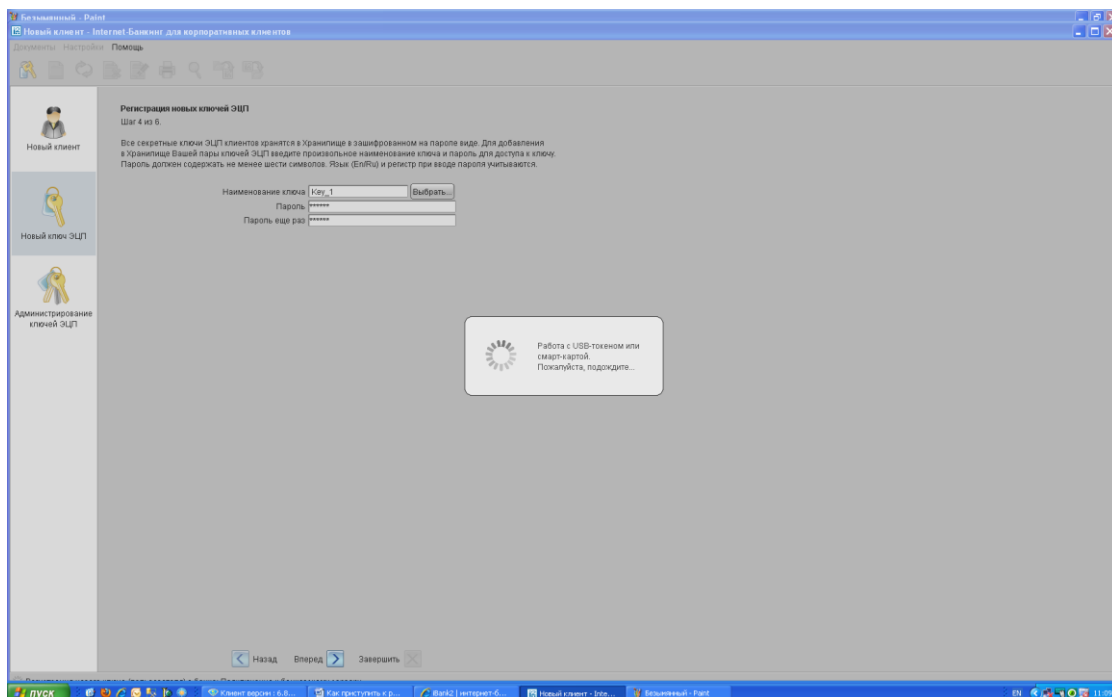 Безымянный - Paint
Новый клиент - Internet-Банкинг для корпоративных клиентов
Документы Настройки Помощь
Регистрация новых ключей ЭЦП
Шаг 4 из 6.
Все секретные ключи ЭЦП клиентов хранятся в Хранилище в зашифрованном на пароле виде. Для добавления
в Хранилище Вашей пары ключей ЭЦП введите произвольное наименование ключа и пароль для доступа к ключу.
Пароль должен содержать не менее шести символов. Язык (En/Ru) и регистр при вводе пароля учитываются.
Новый клиент
Наименование ключа Key_1 Выбрать...
Пароль ******
Пароль еще раз ******
Новый ключ ЭЦП
Администрирование
ключей ЭЦП
Работа с USB-токеном или
смарт-картой.
Пожалуйста, подождите...
Назад Вперед Завершить
пуск Клиент версии : 6.8... Как приступить к р... iBank2 | интернет-б... Новый клиент - Inte... Безымянный - Paint EN